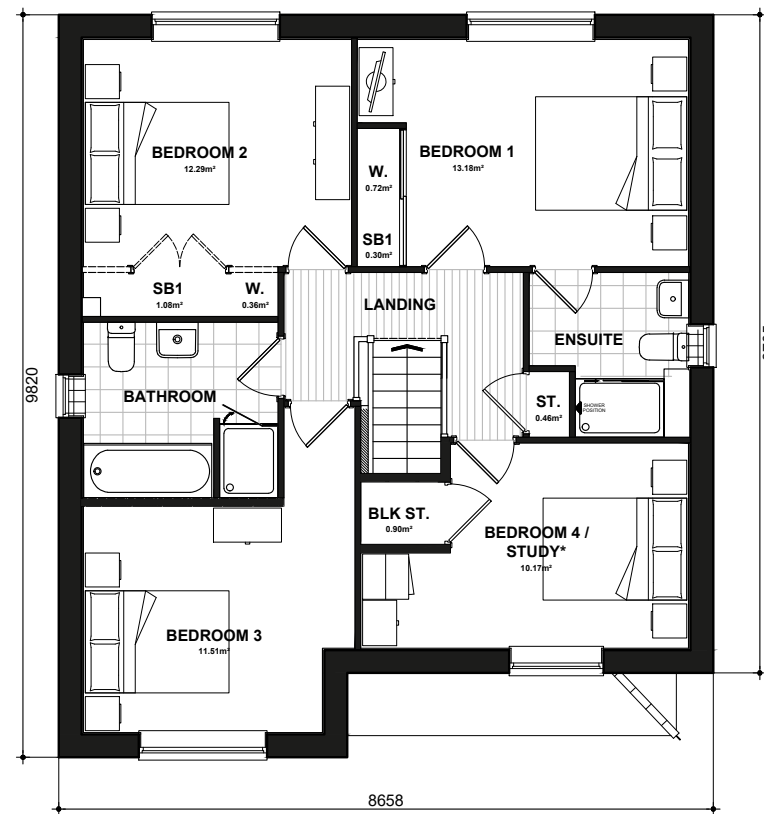 BEDROOM 2
12.29m²
BEDROOM 1
13.18m²
W.
0.72m²
SB1
0.30m²
SB1
1.08m²
W.
0.36m²
LANDING
ENSUITE
BATHROOM
ST.
0.46m²
SHOWER
POSITION
9820
BLK ST.
0.90m²
BEDROOM 4 /
STUDY*
10.17m²
BEDROOM 3
11.51m²
8658